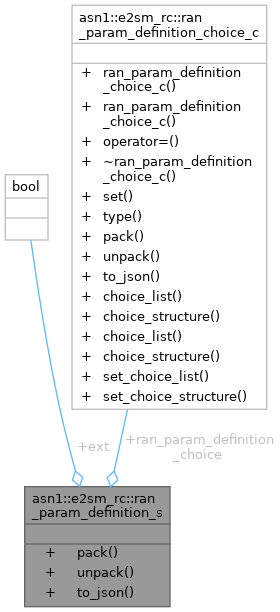 asn1::e2sm_rc::ran
_param_definition_choice_c
+ ran_param_definition
_choice_c()
+ ran_param_definition
_choice_c()
+ operator=()
+ ~ran_param_definition
_choice_c()
+ set()
+ type()
+ pack()
+ unpack()
+ to_json()
+ choice_list()
+ choice_structure()
+ choice_list()
+ choice_structure()
+ set_choice_list()
+ set_choice_structure()
bool
+ext
+ran_param_definition
_choice
asn1::e2sm_rc::ran
_param_definition_s
+ pack()
+ unpack()
+ to_json()